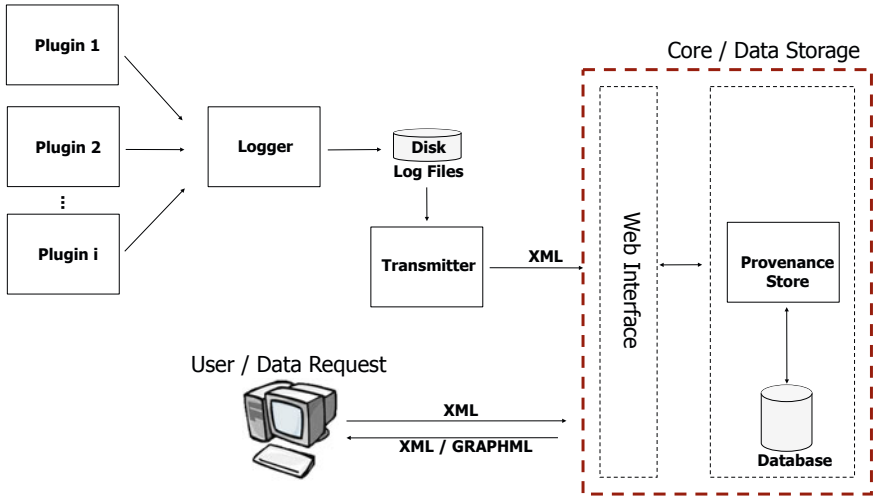 Plugin 1
Core / Data Storage
Plugin 2
Logger
Disk
Log Files
⋮
Plugin i
Transmitter
XML
Web Interface
Provenance
Store
User / Data Request
XML
XML / GRAPHML
Database